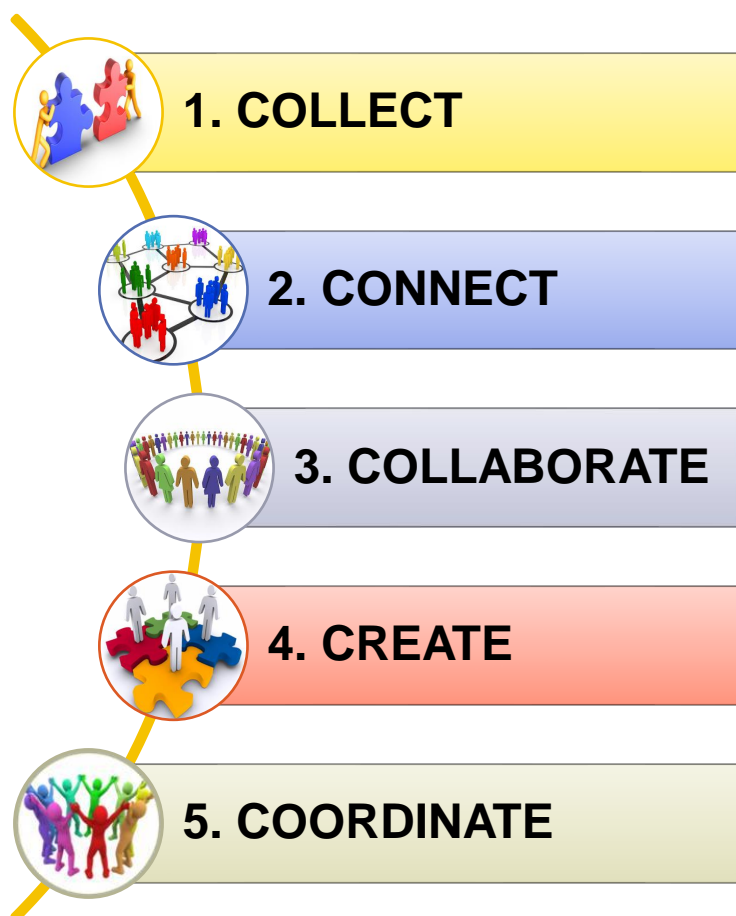 1. COLLECT
2. CONNECT
3. COLLABORATE
4. CREATE
5. COORDINATE